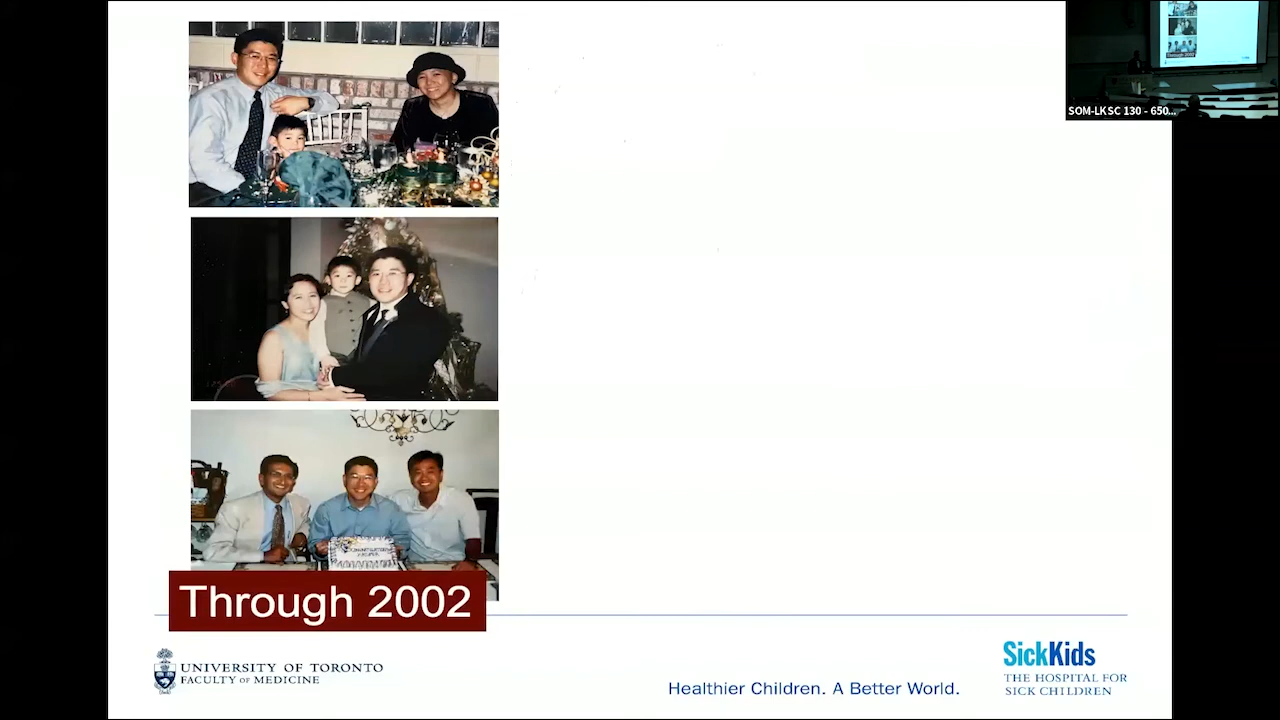 SOM-LKSC 130 - 650...
Through 2002
UNIVERSITY OF TORONTO
FACULTY OF MEDICINE
Healthier Children. A Better World.
SickKids
THE HOSPITAL FOR
SICK CHILDREN